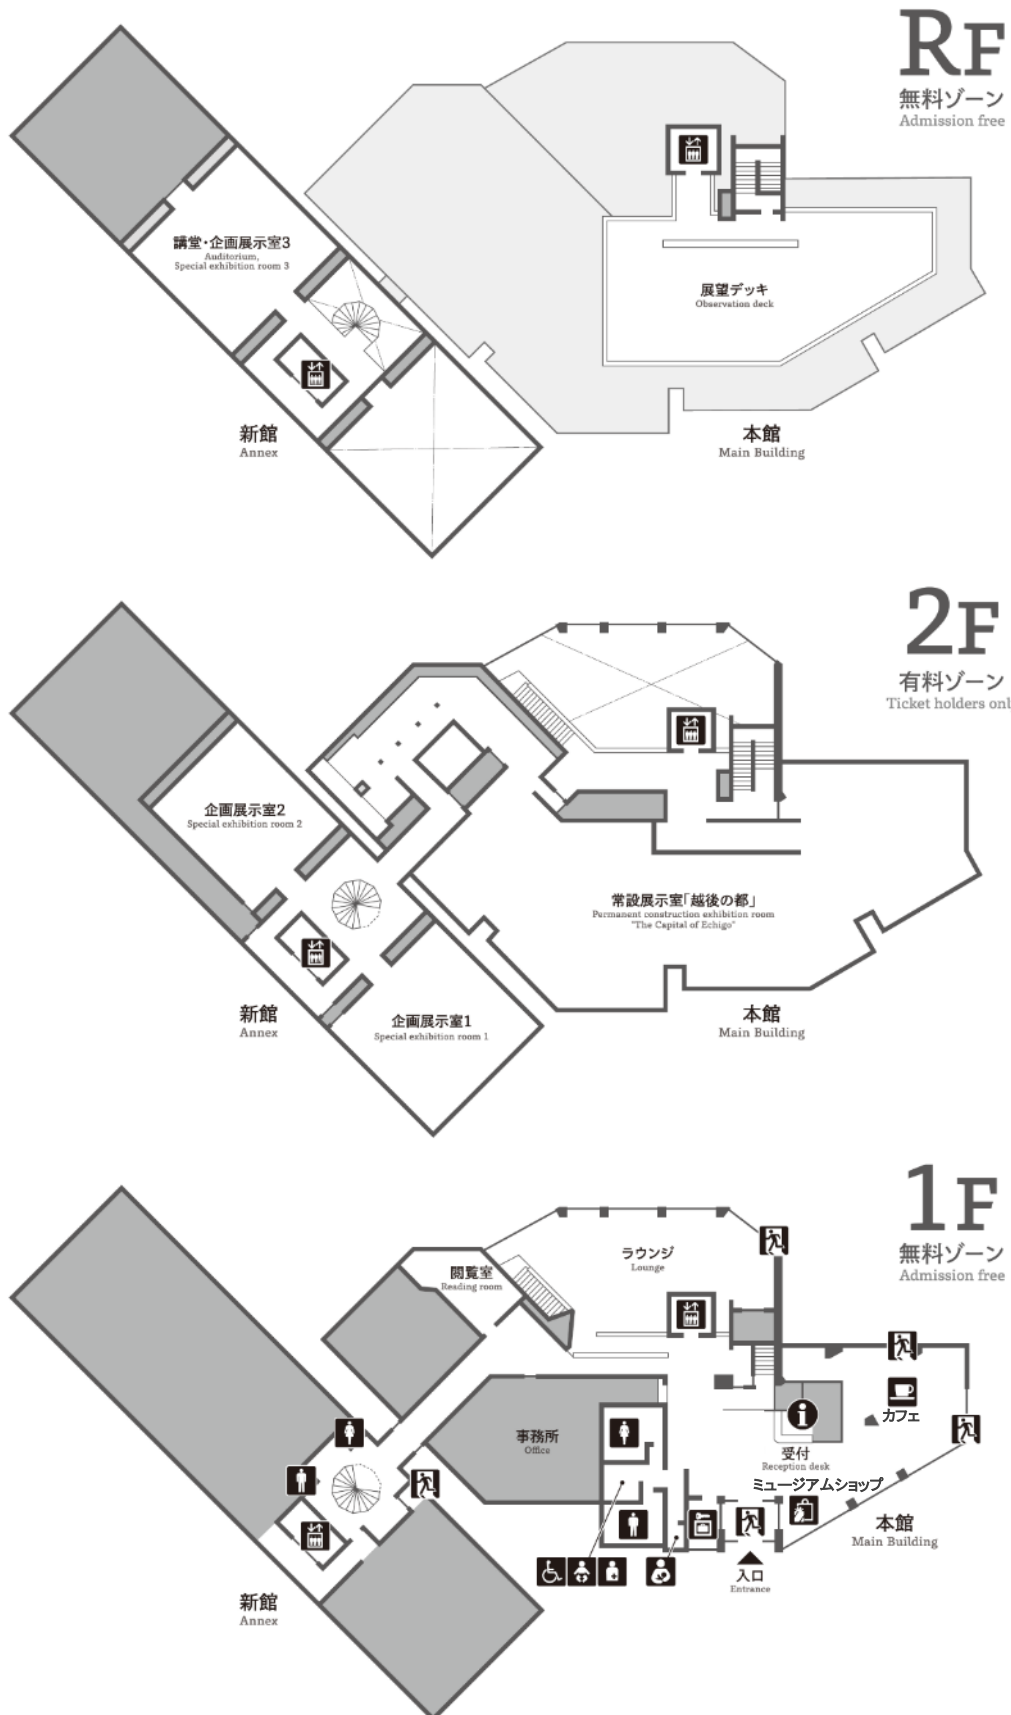 RF
無料ゾーン
Admission free
講堂・企画展示室3
Auditorium,
Special exhibition room 3
展望デッキ
Observation deck
新館
Annex
本館
Main Building
2F
有料ゾーン
Ticket holders onl
企画展示室2
Special exhibition room 2
常設展示室「越後の都」
Permanent construction exhibition room
"The Capital of Echigo"
企画展示室1
Special exhibition room 1
新館
Annex
本館
Main Building
1F
無料ゾーン
Admission free
ラウンジ
Lounge
閲覧室
Reading room
カフェ
事務所
Office
受付
Reception desk
ミュージアムショップ
本館
Main Building
入口
Entrance
新館
Annex